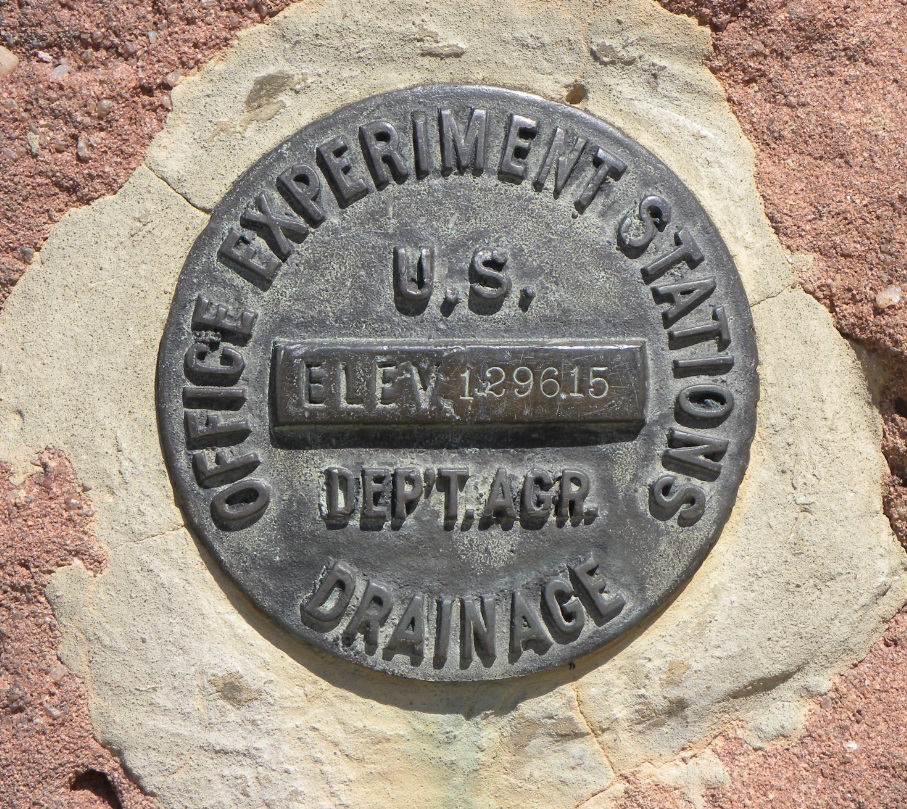 OFFICE EXPERIMENT STATIONS
U.S.
ELEV. 1296.15
DEP'T. AGR.
DRAINAGE